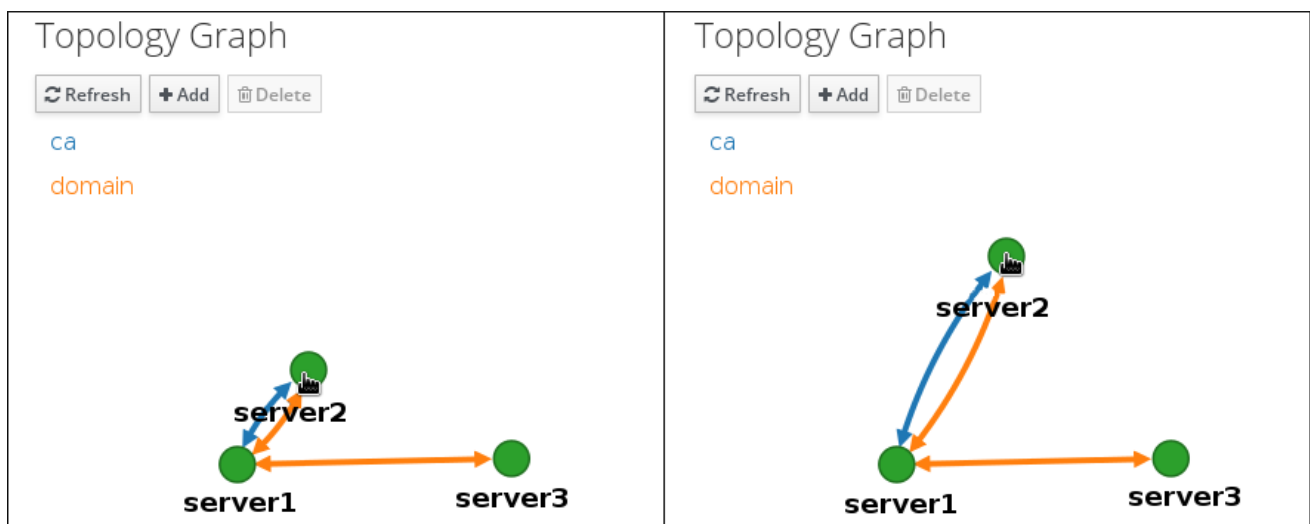 Topology Graph
Refresh Add Delete
ca
domain
server2
server1
server3
Topology Graph
Refresh Add Delete
ca
domain
server2
server1
server3